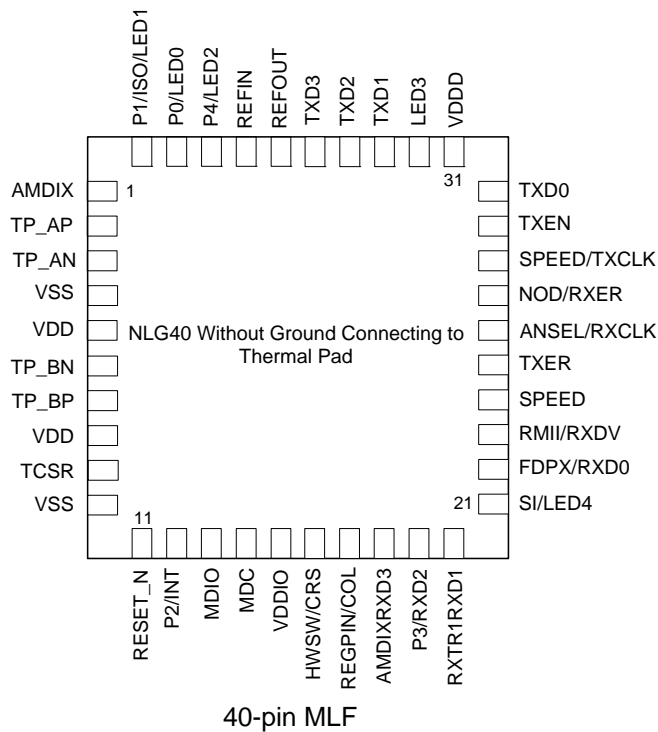 P1/ISO/LED1
P0/LED0
P4/LED2
REFIN
REFOUT
TXD3
TXD2
TXD1
LED3
VDDD
AMDIX
TP_AP
TP_AN
VSS
VDD
TP_BN
TP_BP
VDD
TCSR
VSS
1
31
NLG40 Without Ground Connecting to
Thermal Pad
11
21
TXD0
TXEN
SPEED/TXCLK
NOD/RXER
ANSEL/RXCLK
TXER
SPEED
RMII/RXDV
FDPX/RXD0
SI/LED4
RESET_N
P2/INT
MDIO
MDC
VDDIO
HWSW/CRS
REGPIN/COL
AMDIXRXD3
P3/RXD2
RXTR1RXD1
40-pin MLF